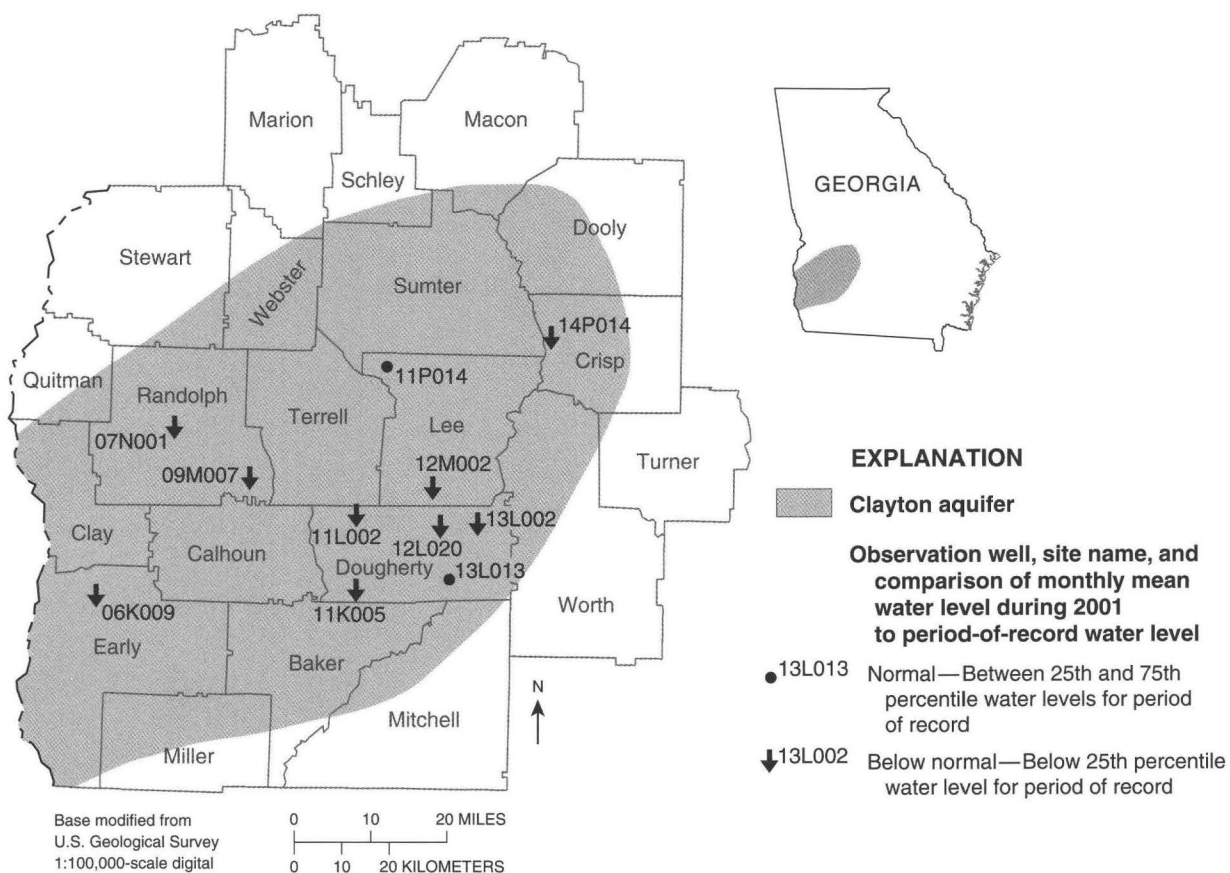 Marion
Macon
Schley
GEORGIA
Dooly
Stewart
Webster
Sumter
14P014
Crisp
Quitman
11P014
Randolph
Terrell
Lee
07N001
Turner
09M007
12M002
Clay
Calhoun
11L002
12L020
13L002
Dougherty
13L013
06K009
11K005
Worth
Early
Baker
Mitchell
Miller
N
EXPLANATION
Clayton aquifer
Observation well, site name, and
comparison of monthly mean
water level during 2001
to period-of-record water level
13L013 Normal—Between 25th and 75th
percentile water levels for period
of record
13L002 Below normal—Below 25th percentile
water level for period of record
Base modified from
U.S. Geological Survey
1:100,000-scale digital
0 10 20 MILES
0 10 20 KILOMETERS